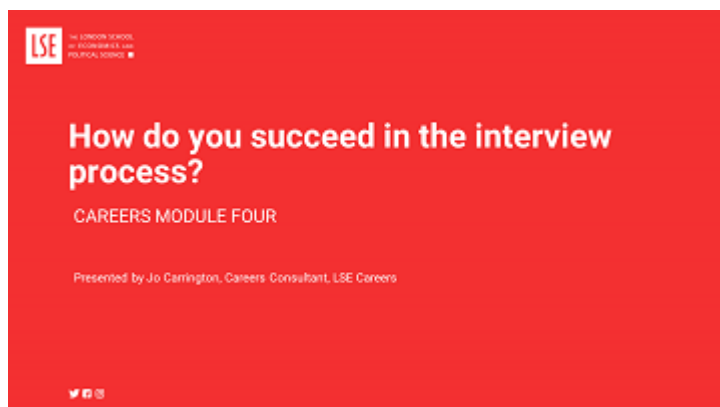 LSE
THE LONDON SCHOOL
OF ECONOMICS AND
POLITICAL SCIENCE
How do you succeed in the interview
process?
CAREERS MODULE FOUR
Presented by Jo Carrington, Careers Consultant, LSE Careers